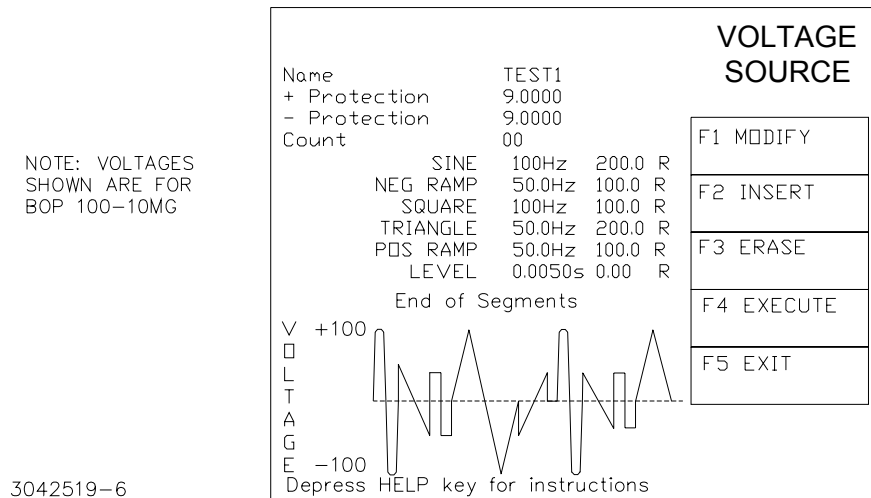 VOLTAGE
SOURCE
Name TEST1
+ Protection 9.0000
- Protection 9.0000
Count 00
SINE 100Hz 200.0 R
NEG RAMP 50.0Hz 100.0 R
SQUARE 100Hz 100.0 R
TRIANGLE 50.0Hz 200.0 R
POS RAMP 50.0Hz 100.0 R
LEVEL 0.0050s 0.00 R
End of Segments
F1 MODIFY
F2 INSERT
F3 ERASE
F4 EXECUTE
F5 EXIT
NOTE: VOLTAGES
SHOWN ARE FOR
BOP 100-10MG
VOLTAGE
+100
-100
Depress HELP key for instructions
3042519-6